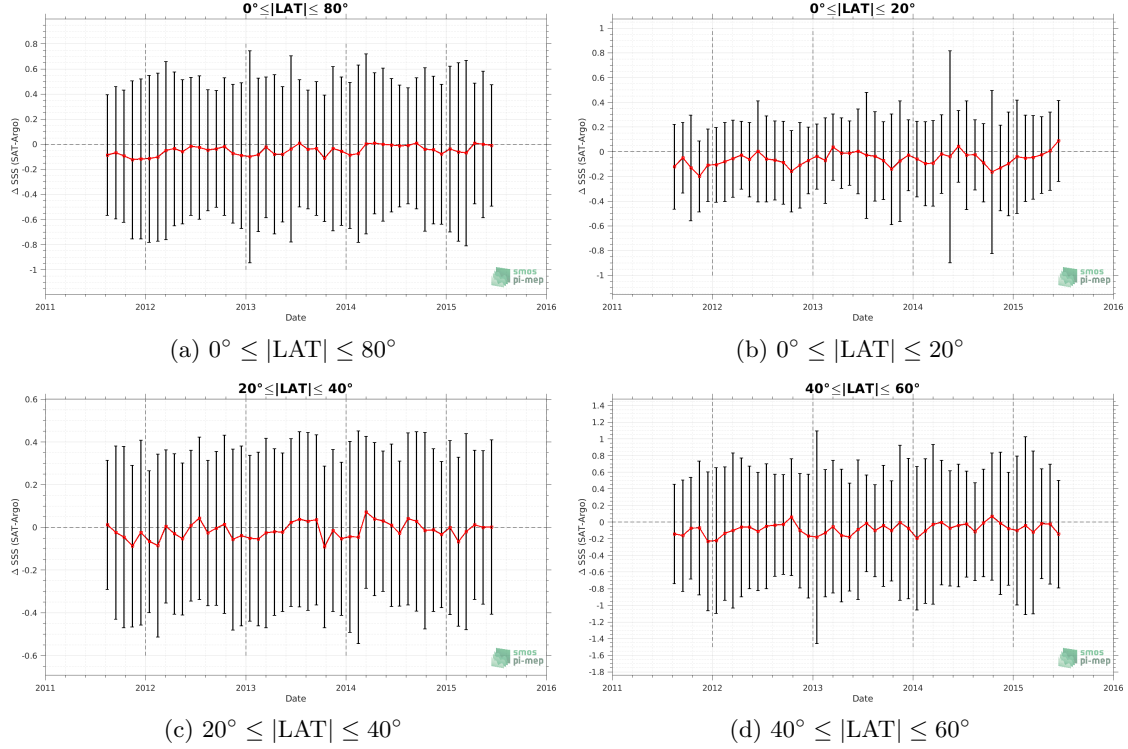 0°≤|LAT|≤ 80°
Δ SSS (SAT-Argo)
0.8
0.6
0.4
0.2
0
-0.2
-0.4
-0.6
-0.8
-1
2011
2012
2013
2014
2015
2016
Date
smos
pi-mep
(a) 0° ≤ |LAT| ≤ 80°
0°≤|LAT|≤ 20°
Δ SSS (SAT-Argo)
1
0.8
0.6
0.4
0.2
0
-0.2
-0.4
-0.6
-0.8
-1
2011
2012
2013
2014
2015
2016
Date
smos
pi-mep
(b) 0° ≤ |LAT| ≤ 20°
20°≤|LAT|≤ 40°
Δ SSS (SAT-Argo)
0.6
0.4
0.2
0
-0.2
-0.4
-0.6
2011
2012
2013
2014
2015
2016
Date
smos
pi-mep
(c) 20° ≤ |LAT| ≤ 40°
40°≤|LAT|≤ 60°
Δ SSS (SAT-Argo)
1.4
1.2
1
0.8
0.6
0.4
0.2
0
-0.2
-0.4
-0.6
-0.8
-1
-1.2
-1.4
-1.6
-1.8
2011
2012
2013
2014
2015
2016
Date
smos
pi-mep
(d) 40° ≤ |LAT| ≤ 60°